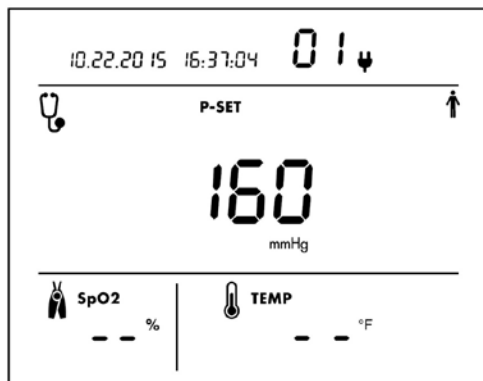 10.22.2015 16:37:04 01
P-SET
160
mmHg
SpO2 TEMP
-- % -- °F